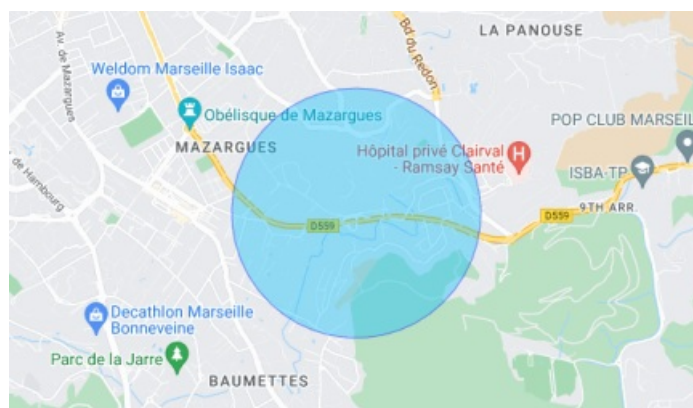 Av. de Mazargues
Bd du Redon
LA PANOUSE
Weldom Marseille Isaac
Obélisque de Mazargues
POP CLUB MARSEIL
MAZARGUES
Hôpital privé Clairval
- Ramsay Santé
H
ISBA-TP
de Hambourg
9TH ARR.
D559
D559
Decathlon Marseille
Bonneveine
Parc de la Jarre
BAUMETTES